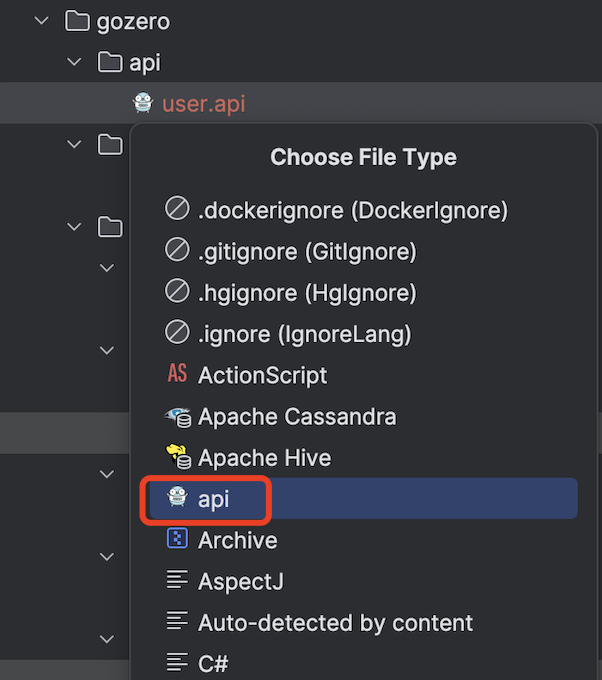 gozero
api
user.api
Choose File Type
.dockerignore (DockerIgnore)
.gitignore (GitIgnore)
.hgignore (HgIgnore)
.ignore (IgnoreLang)
AS ActionScript
Apache Cassandra
Apache Hive
api
Archive
AspectJ
Auto-detected by content
C#